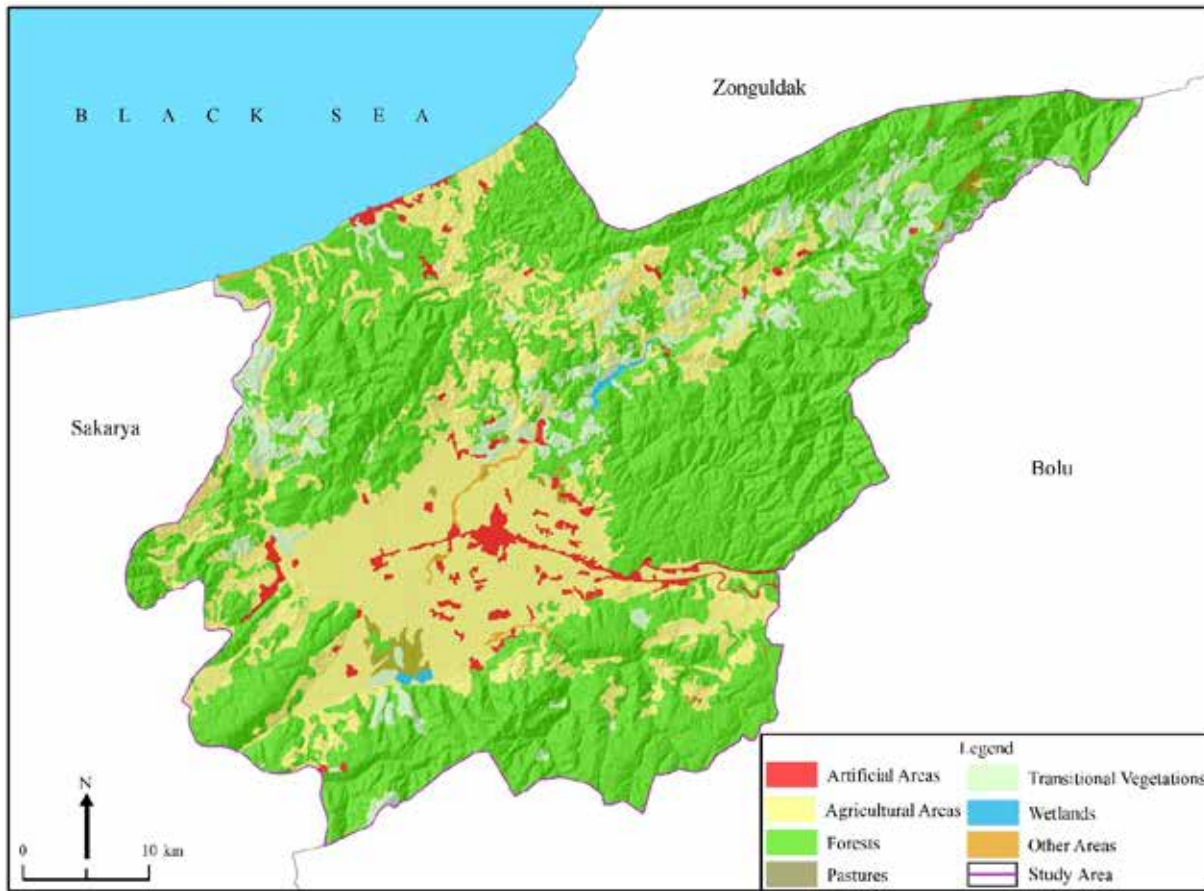 Zonguldak
B L A C K S E A
Sakarya
Bolu
N
0 10 km
Legend
Artificial Areas
Agricultural Areas
Forests
Pastures
Transitional Vegetations
Wetlands
Other Areas
Study Area